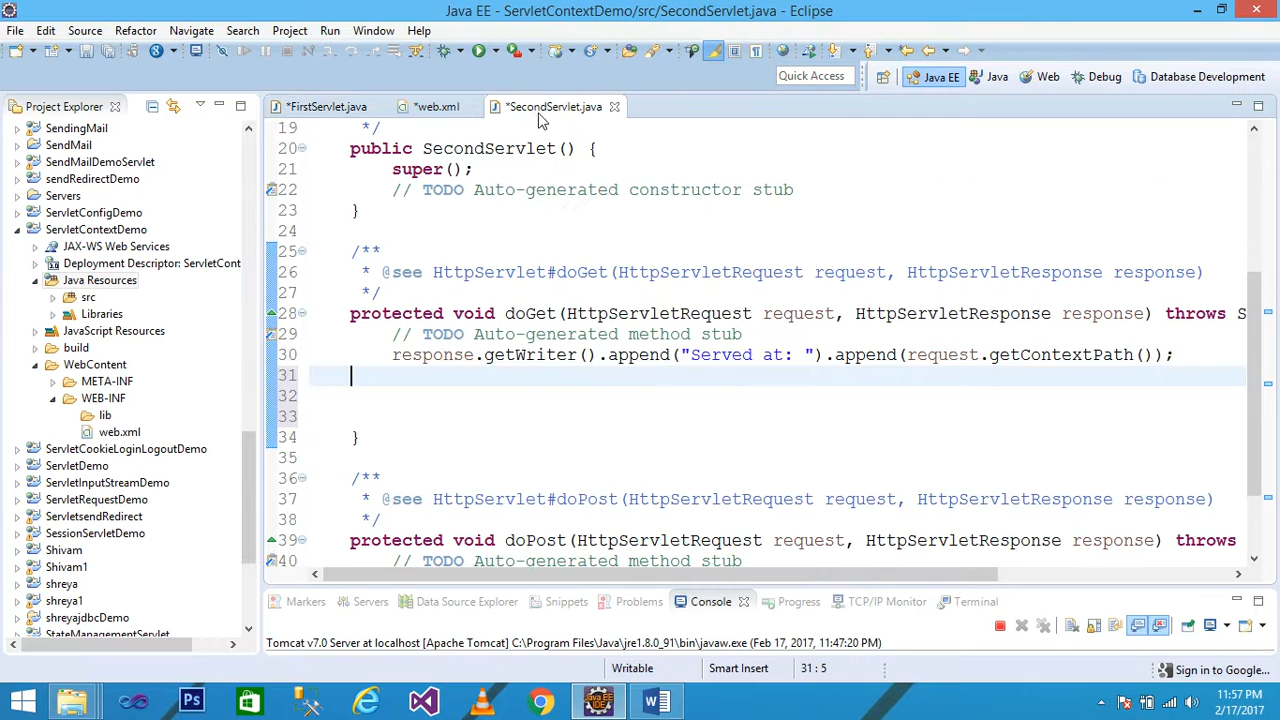 Java EE - ServletContextDemo/src/SecondServlet.java - Eclipse
File Edit Source Refactor Navigate Search Project Run Window Help
Quick Access Java EE Java Web Debug Database Development
Project Explorer
SendingMail
SendMail
SendMailDemoServlet
sendRedirectDemo
Servers
ServletConfigDemo
ServletContextDemo
JAX-WS Web Services
Deployment Descriptor: ServletCont
Java Resources
src
Libraries
JavaScript Resources
build
WebContent
META-INF
WEB-INF
lib
web.xml
ServletCookieLoginLogoutDemo
ServletDemo
ServletInputStreamDemo
ServletRequestDemo
ServletsendRedirect
SessionServletDemo
Shivam
Shivam1
shreya
shreya1
shreyajdbcDemo
StateManagementServlet
*FirstServlet.java *web.xml *SecondServlet.java
19 */
20 public SecondServlet() {
21 super();
22 // TODO Auto-generated constructor stub
23 }
24
25 /**
26 * @see HttpServlet#doGet(HttpServletRequest request, HttpServletResponse response)
27 */
28 protected void doGet(HttpServletRequest request, HttpServletResponse response) throws S
29 // TODO Auto-generated method stub
30 response.getWriter().append("Served at: ").append(request.getContextPath());
31
32
33
34 }
35
36 /**
37 * @see HttpServlet#doPost(HttpServletRequest request, HttpServletResponse response)
38 */
39 protected void doPost(HttpServletRequest request, HttpServletResponse response) throws
40 // TODO Auto-generated method stub
Markers Servers Data Source Explorer Snippets Problems Console Progress TCP/IP Monitor Terminal
Tomcat v7.0 Server at localhost [Apache Tomcat] C:\Program Files\Java\jre1.8.0_91\bin\javaw.exe (Feb 17, 2017, 11:47:20 PM)
Writable Smart Insert 31 : 5 Sign in to Google...
11:57 PM
2/17/2017